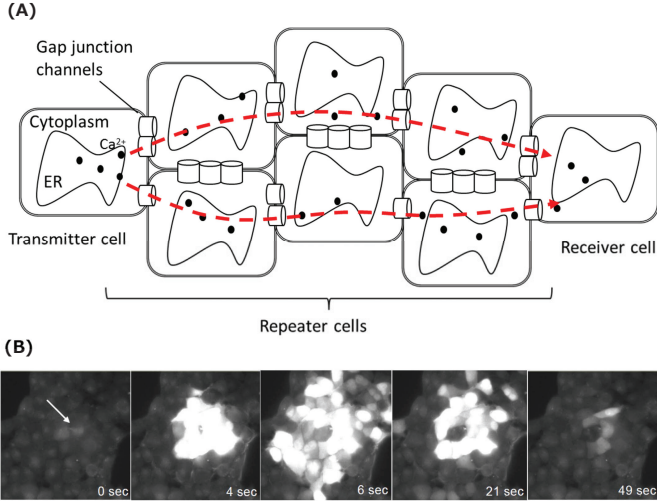 (A)
Gap junction
channels
Cytoplasm
Ca²⁺
ER
Transmitter cell
Receiver cell
Repeater cells
(B)
0 sec
4 sec
6 sec
21 sec
49 sec